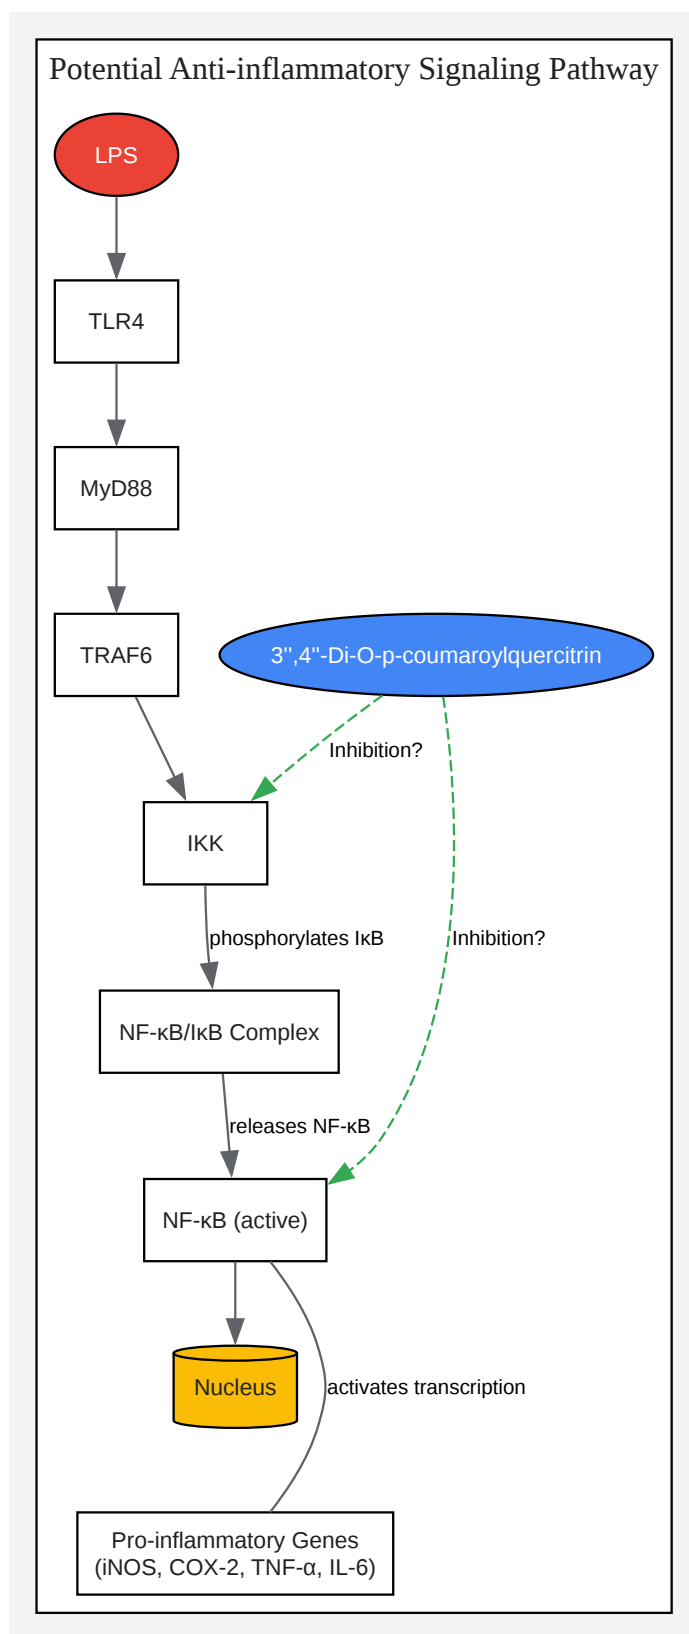 Potential Anti-inflammatory Signaling Pathway
LPS
TLR4
MyD88
TRAF6
3'',4''-Di-O-p-coumaroylquercitrin
Inhibition?
IKK
phosphorylates IκB
Inhibition?
NF-κB/IκB Complex
releases NF-κB
NF-κB (active)
Nucleus
activates transcription
Pro-inflammatory Genes
(iNOS, COX-2, TNF-α, IL-6)